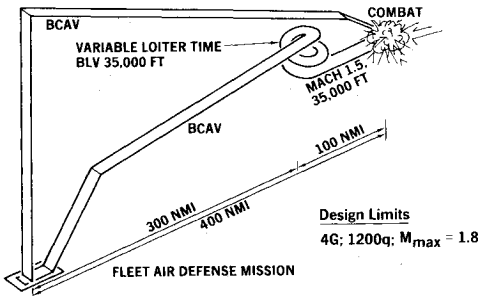 COMBAT
BCAV
VARIABLE LOITER TIME
BLV 35,000 FT
MACH 1.5,
35,000 FT
BCAV
100 NMI
300 NMI
400 NMI
Design Limits
4G; 1200q; Mmax = 1.8
FLEET AIR DEFENSE MISSION